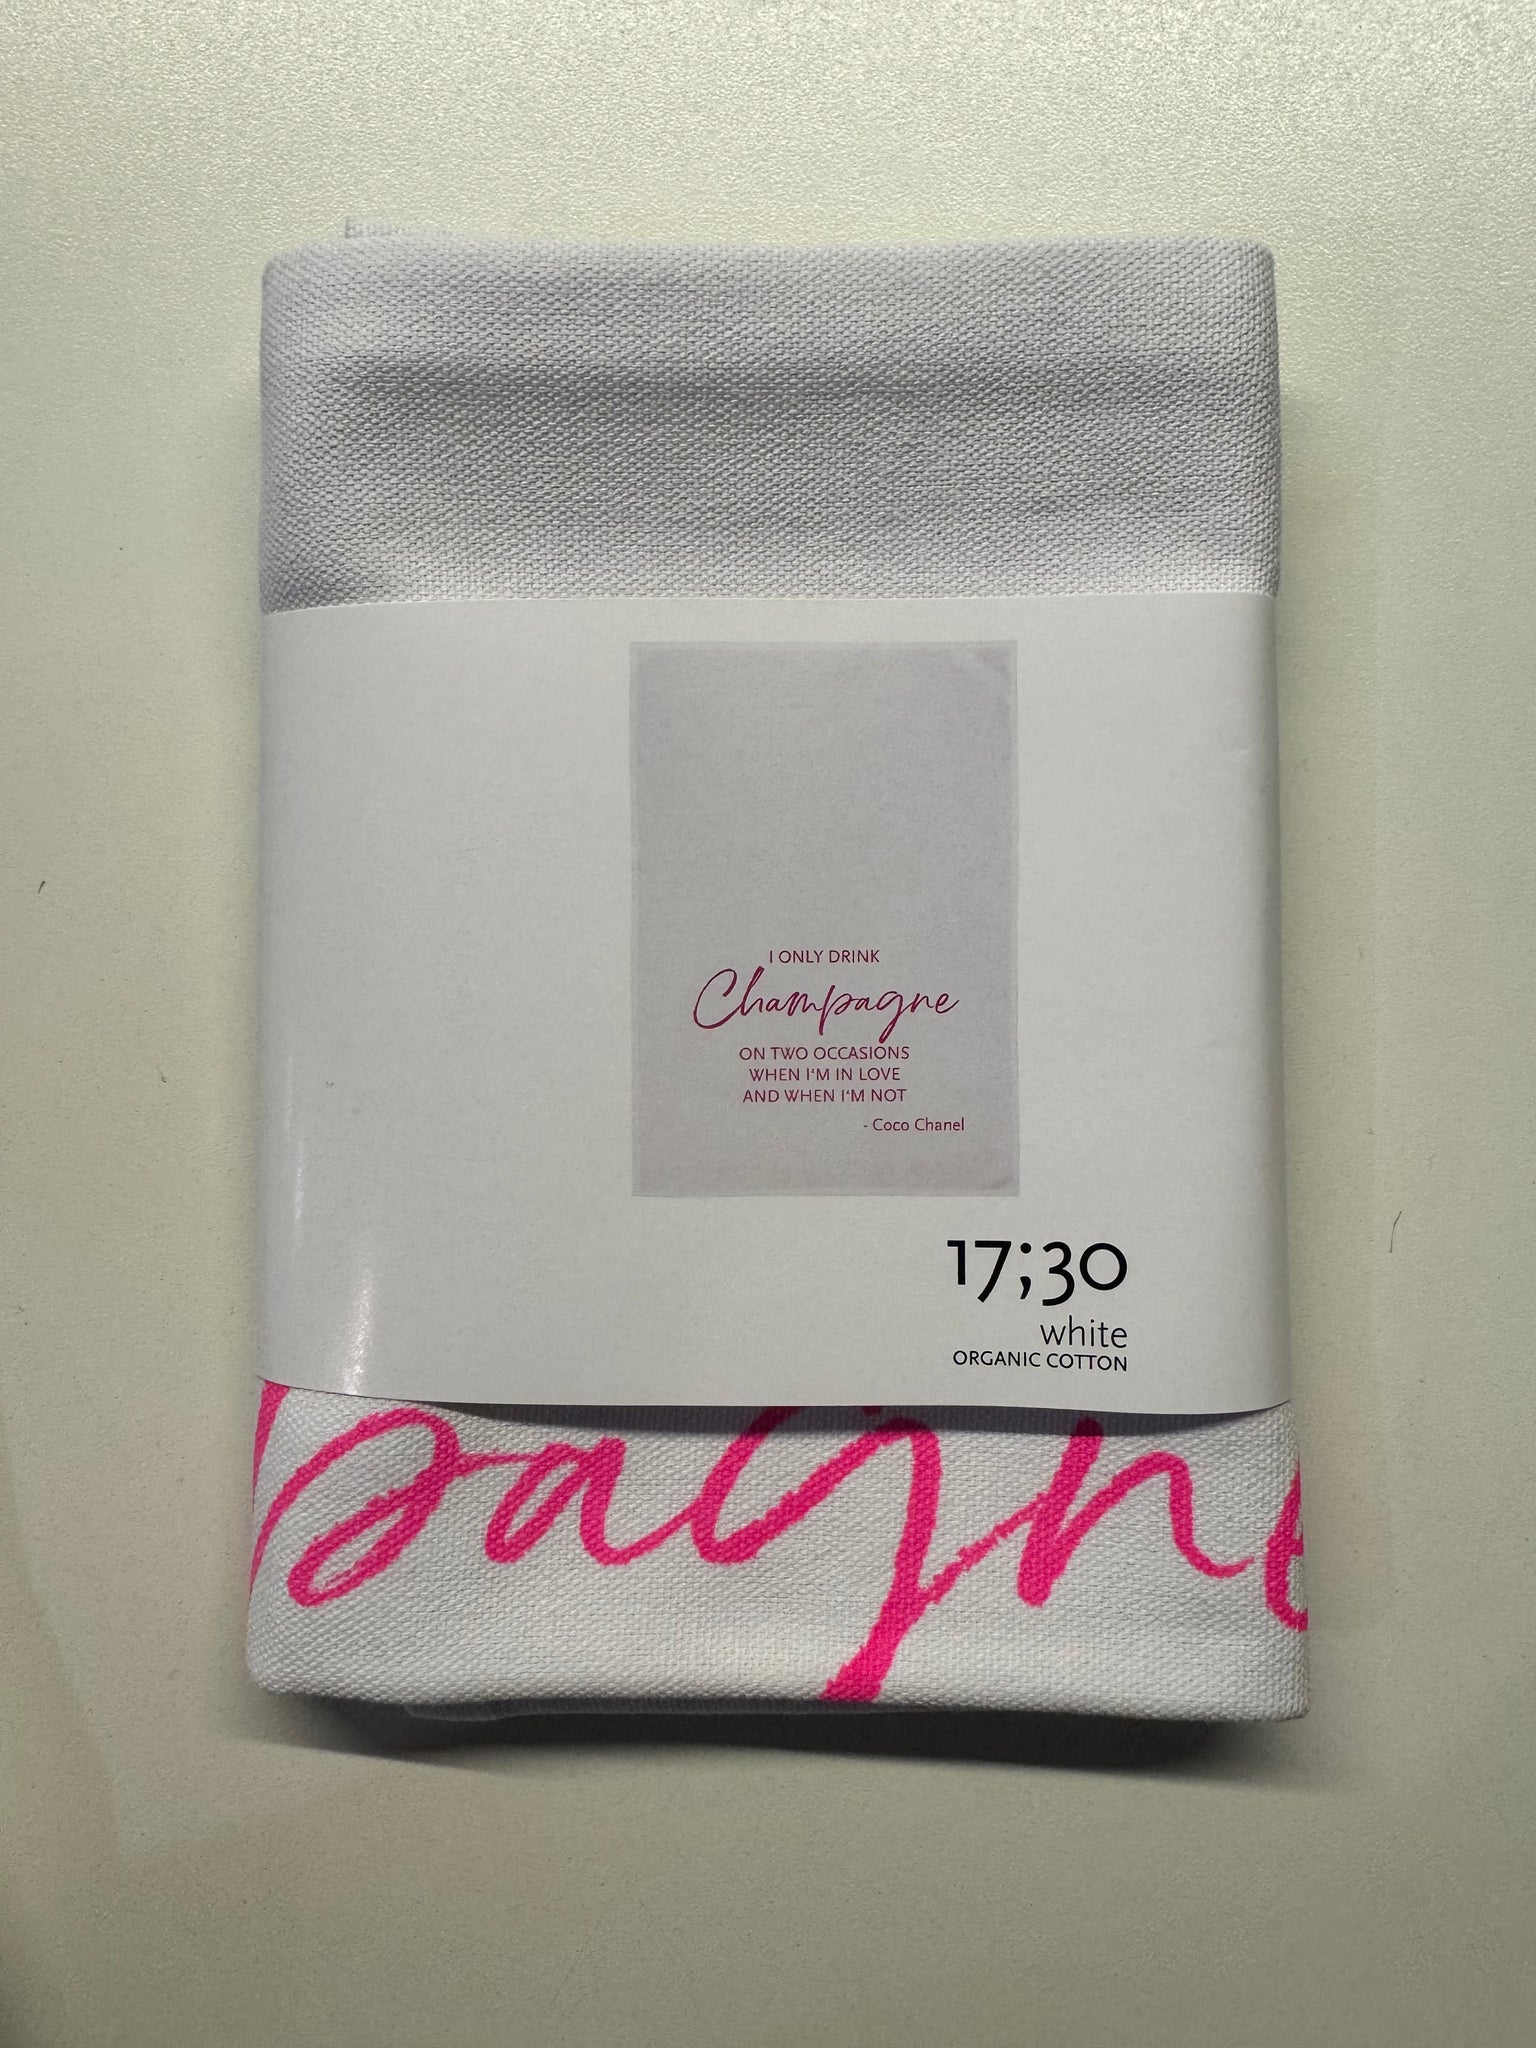 I ONLY DRINK
Champagne
ON TWO OCCASIONS
WHEN I'M IN LOVE
AND WHEN I'M NOT
- Coco Chanel
17;30
white
ORGANIC COTTON
pagne